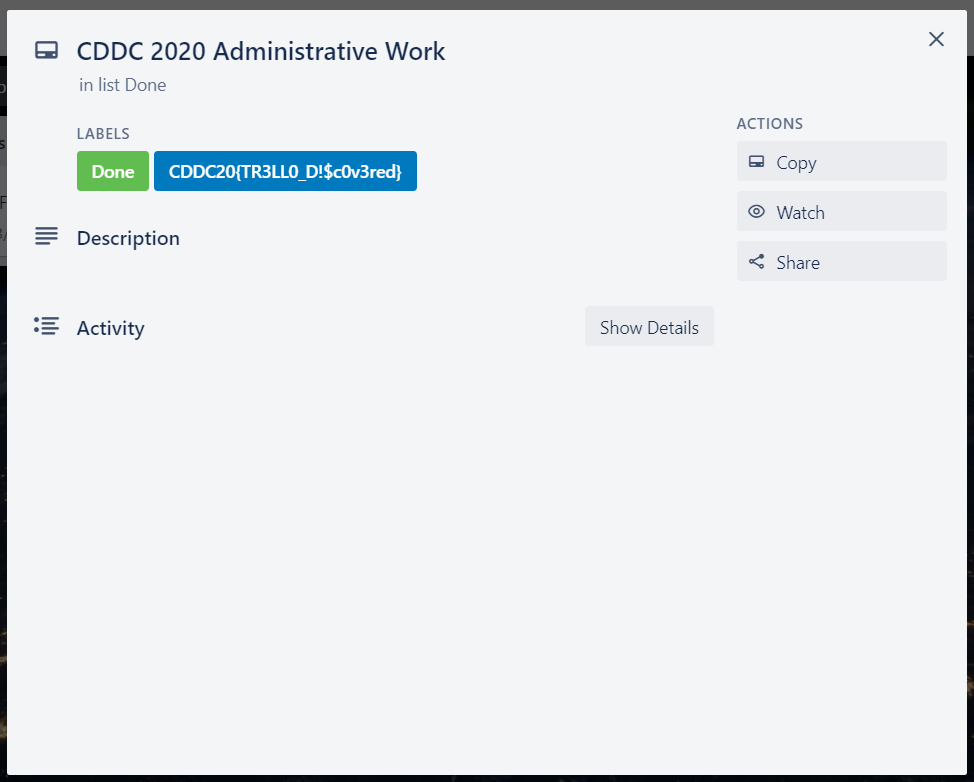 CDDC 2020 Administrative Work
in list Done
LABELS
Done
CDDC20{TR3LL0_D!$c0v3red}
Description
Activity
Show Details
ACTIONS
Copy
Watch
Share